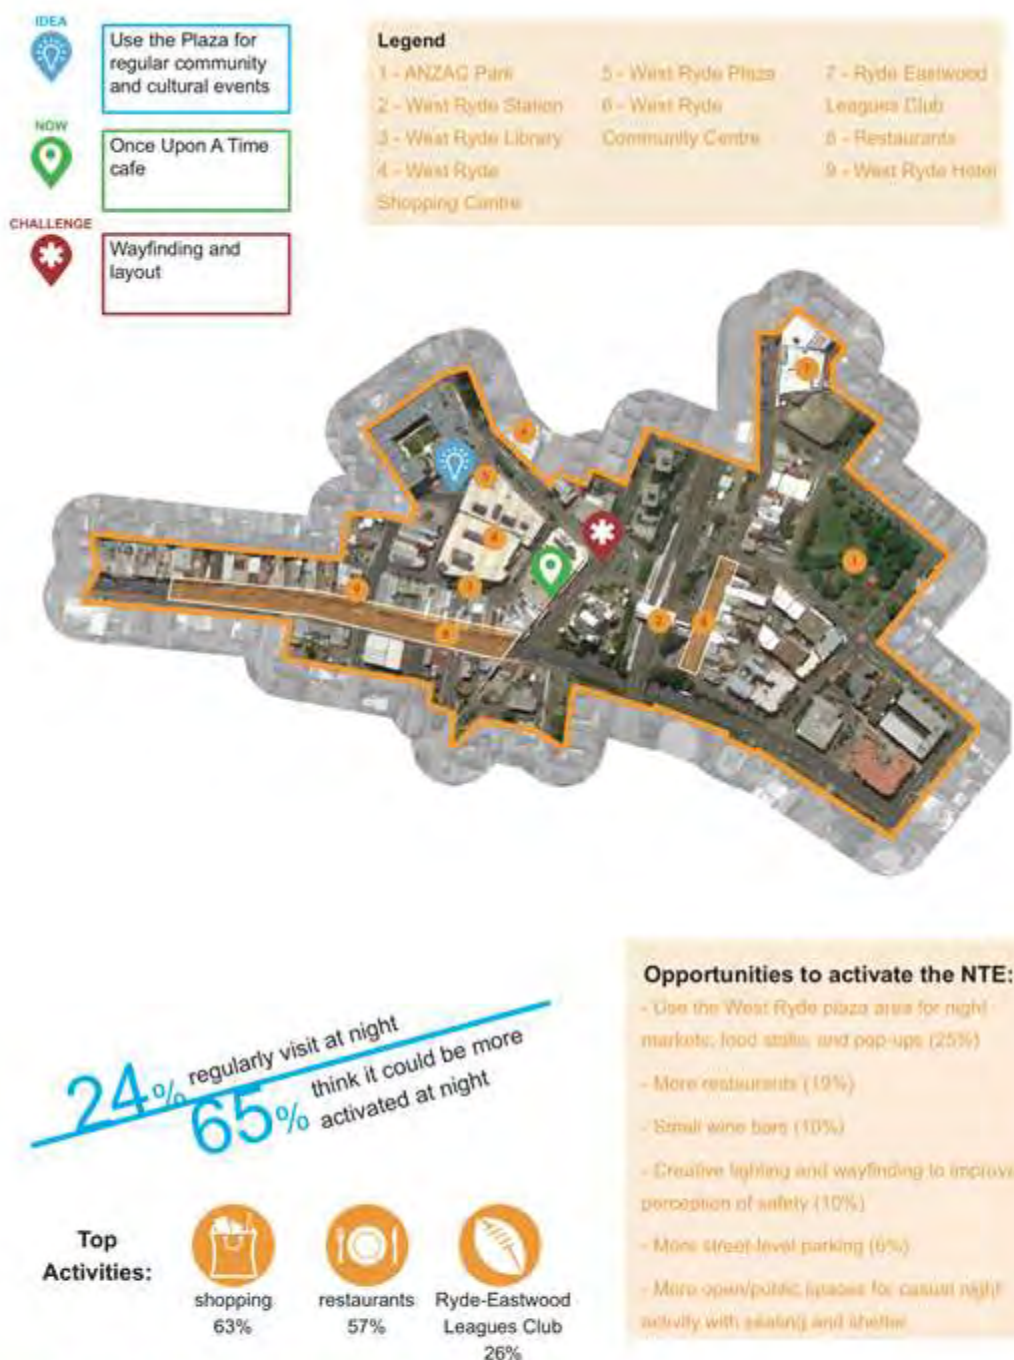 IDEA
Use the Plaza for
regular community
and cultural events
NOW
Once Upon A Time
cafe
CHALLENGE
Wayfinding and
layout
Legend
1 - ANZAC Park
2 - West Ryde Station
3 - West Ryde Library
4 - West Ryde
Shopping Centre
5 - West Ryde Plaza
6 - West Ryde
Community Centre
7 - Ryde Eastwood
Leagues Club
8 - Restaurants
9 - West Ryde Hotel
24% regularly visit at night
65% think it could be more
activated at night
Top
Activities:
shopping
63%
restaurants
57%
Ryde-Eastwood
Leagues Club
26%
Opportunities to activate the NTE:
- Use the West Ryde plaza area for night
markets, food stalls, and pop-ups (25%)
- More restaurants (19%)
- Small wine bars (10%)
- Creative lighting and wayfinding to improve
perception of safety (10%)
- More street-level parking (6%)
- More open/public spaces for casual night
activity with seating and shelter